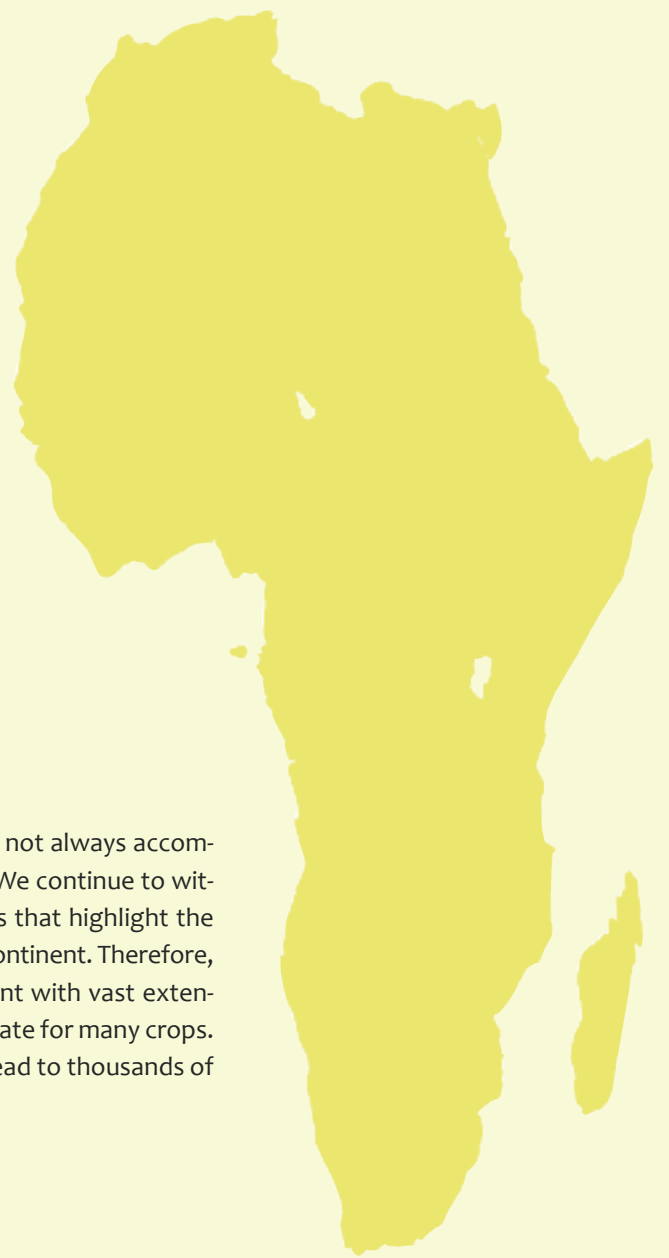 not always accom-
We continue to wit-
s that highlight the
ontinent. Therefore,
nt with vast exten-
ate for many crops.
ead to thousands of